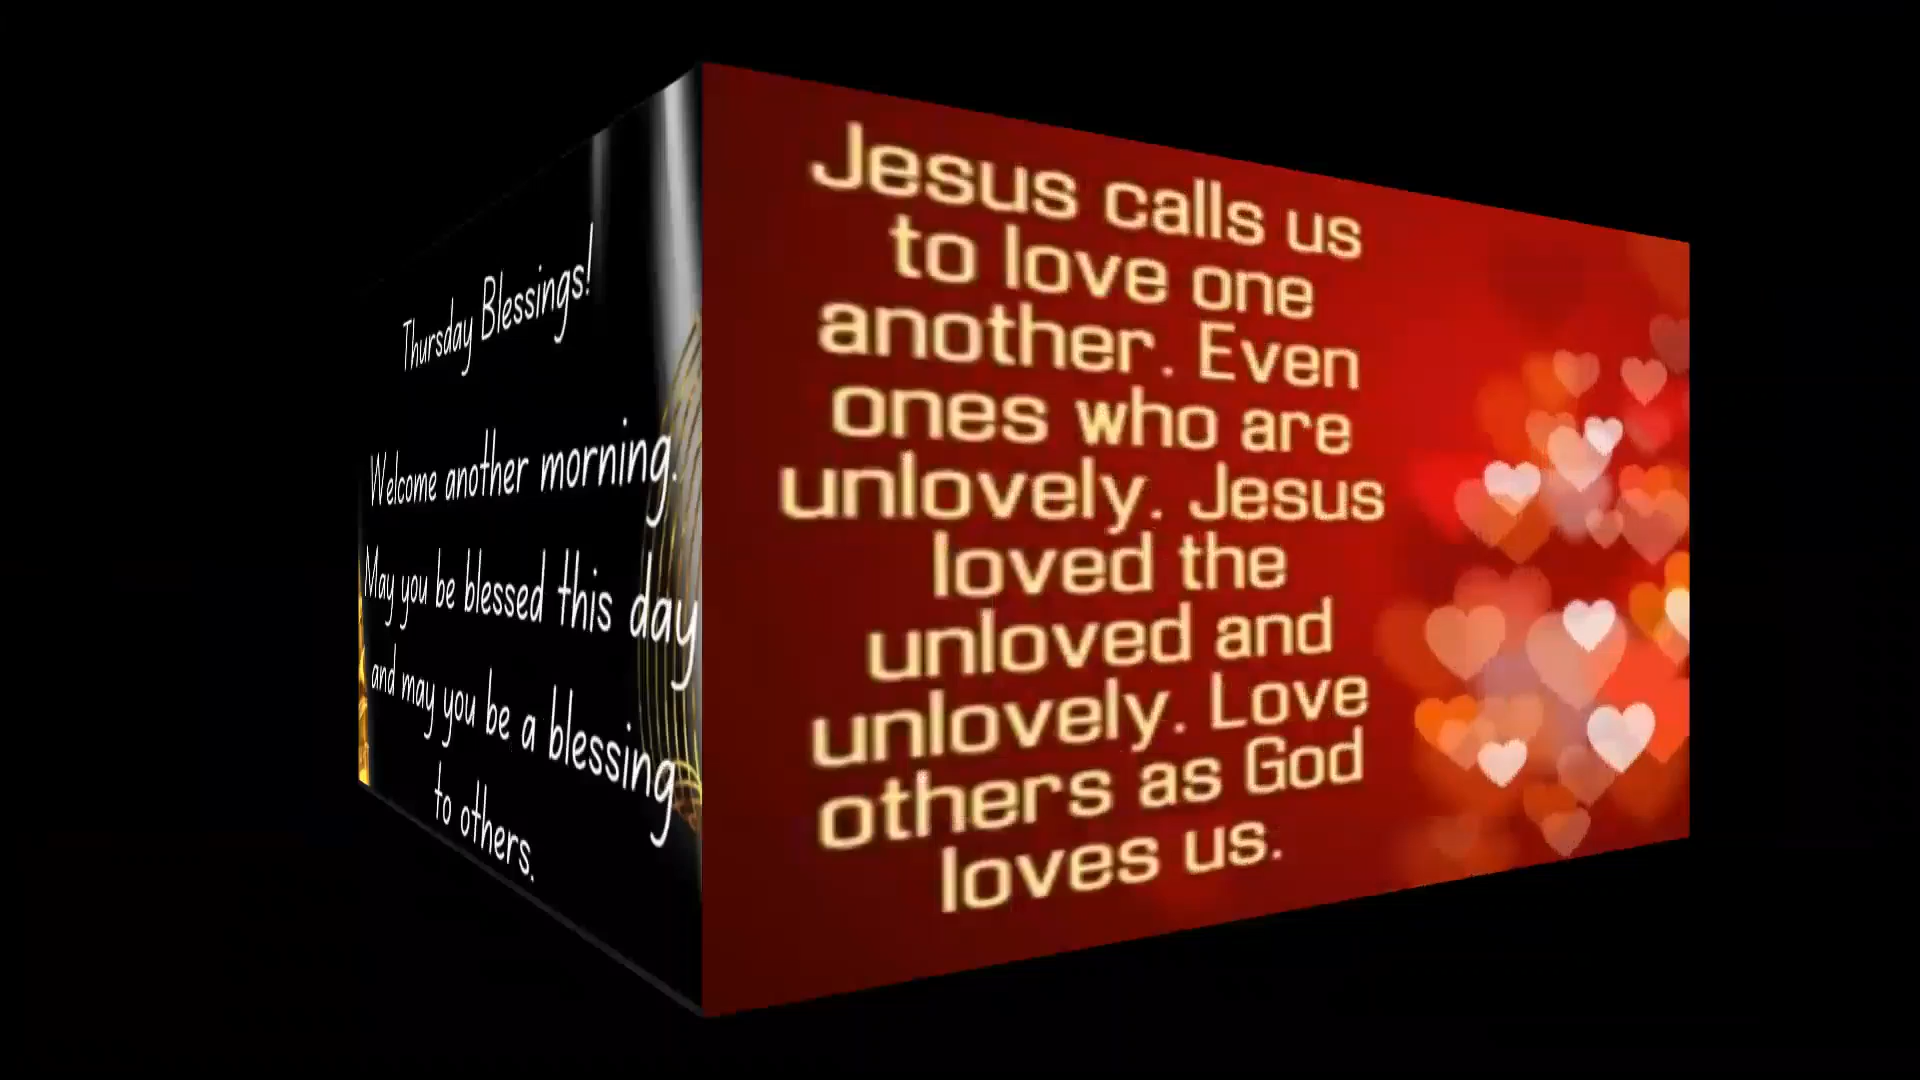 Thursday Blessings!
Welcome another morning.
May you be blessed this day
and may you be a blessing
to others.
Jesus calls us
to love one
another. Even
ones who are
unlovely. Jesus
loved the
unloved and
unlovely. Love
others as God
loves us.